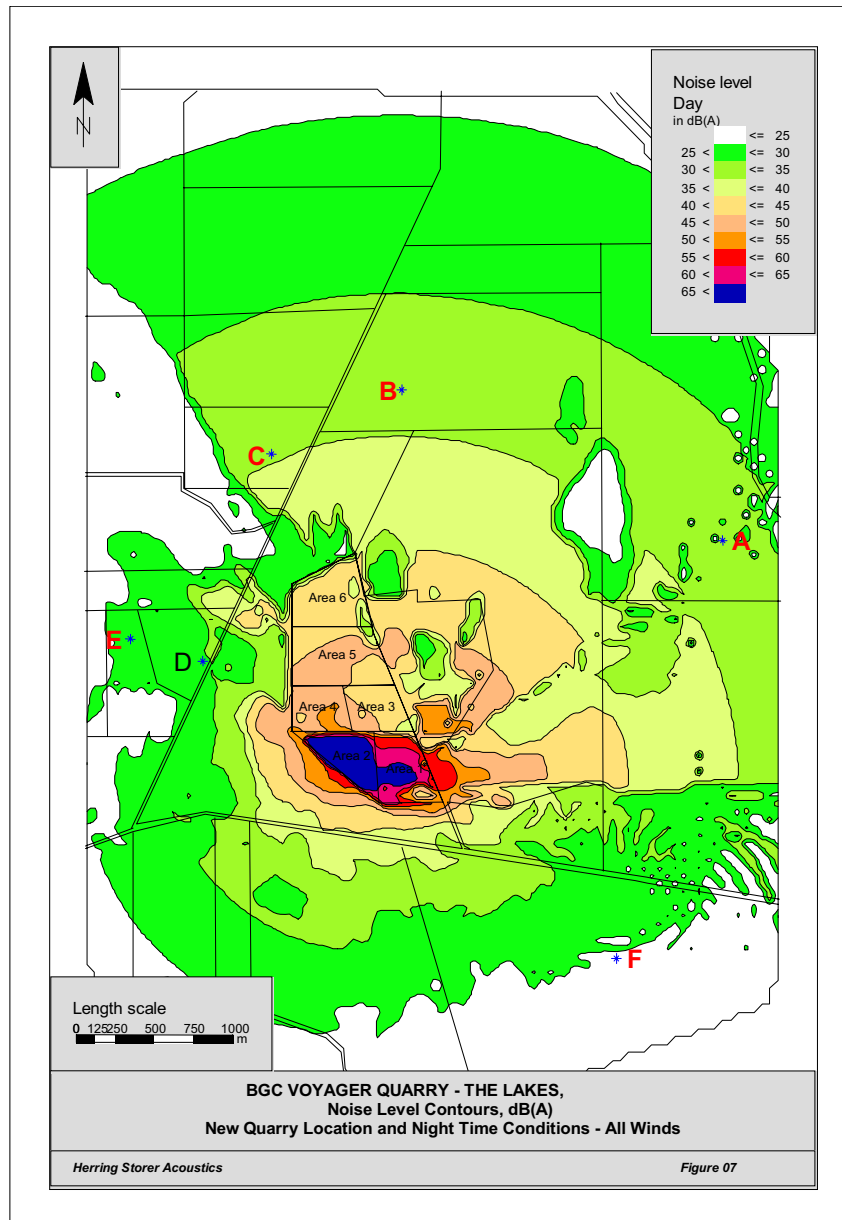 N
Noise level
Day
in dB(A)
<= 25
25 < <= 30
30 < <= 35
35 < <= 40
40 < <= 45
45 < <= 50
50 < <= 55
55 < <= 60
60 < <= 65
65 <
B
C
A
Area 6
E
D
Area 5
Area 4
Area 3
Area 2
Area 1
F
Length scale
0 125 250 500 750 1000
m
BGC VOYAGER QUARRY - THE LAKES,
Noise Level Contours, dB(A)
New Quarry Location and Night Time Conditions - All Winds
Herring Storer Acoustics Figure 07